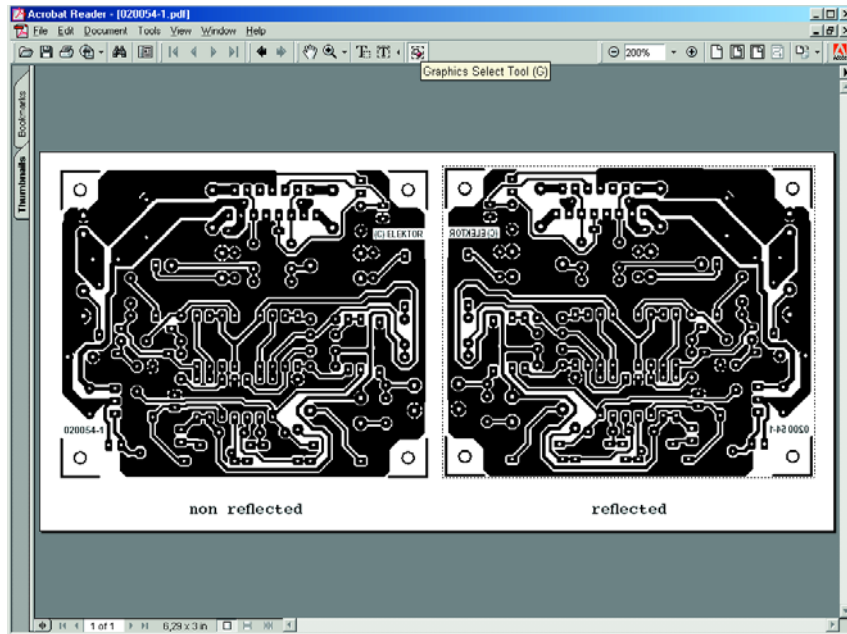 Acrobat Reader - [020054-1.pdf]
File Edit Document Tools View Window Help
200%
Graphics Select Tool (G)
Bookmarks
Thumbnails
(C) ELEKTOR
(C) ELEKTOR
020054-1
020054-1
non reflected
reflected
1 of 1
6,29 x 3 in